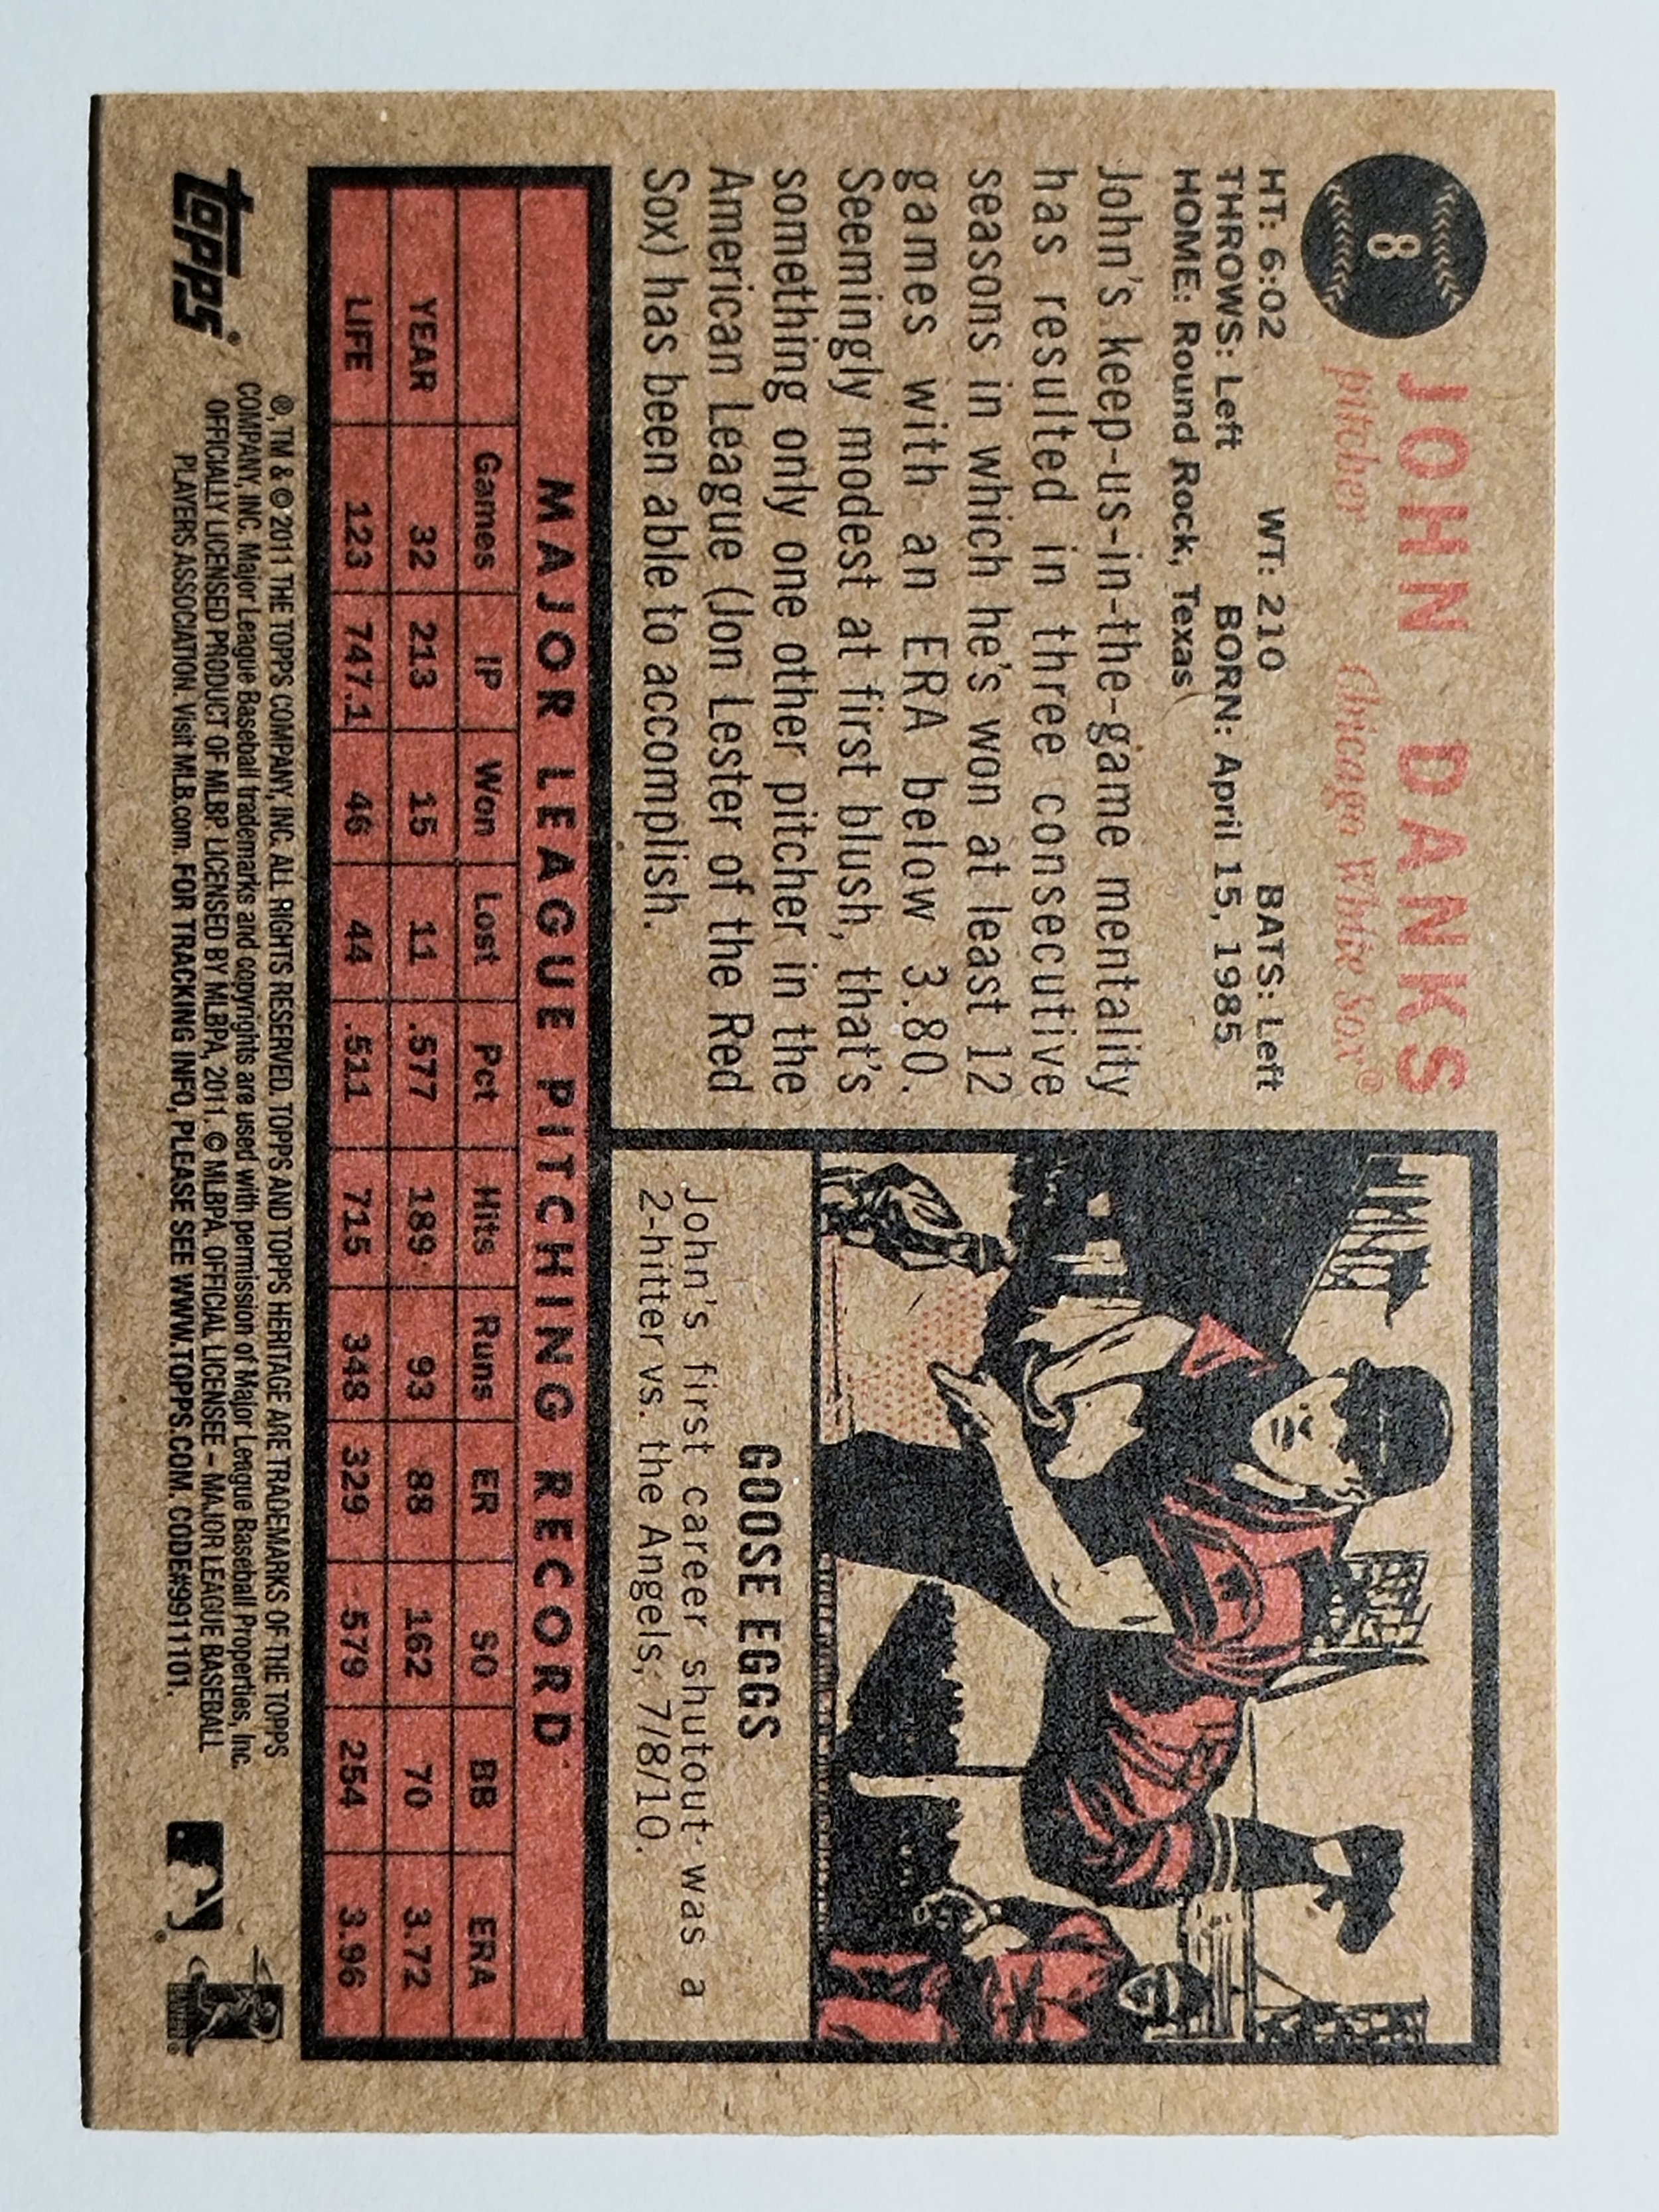 8
JOHN DANKS
pitcher Chicago White Sox®
HT: 6:02 WT: 210 BATS: Left
THROWS: Left BORN: April 15, 1985
HOME: Round Rock, Texas
John's keep-us-in-the-game mentality
has resulted in three consecutive
seasons in which he's won at least 12
games with an ERA below 3.80.
Seemingly modest at first blush, that's
something only one other pitcher in the
American League (Jon Lester of the Red
Sox) has been able to accomplish.
GOOSE EGGS
John's first career shutout was a
2-hitter vs. the Angels, 7/8/10.
MAJOR LEAGUE PITCHING RECORD
Games IP Won Lost Pct Hits Runs ER SO BB ERA
YEAR 32 213 15 11 .577 189 93 88 162 70 3.72
LIFE 123 747.1 46 44 .511 715 348 329 579 254 3.96
topps®
®, TM & © 2011 THE TOPPS COMPANY, INC. ALL RIGHTS RESERVED. TOPPS AND TOPPS HERITAGE ARE TRADEMARKS OF THE TOPPS
COMPANY, INC. Major League Baseball trademarks and copyrights are used with permission of Major League Baseball Properties, Inc.
OFFICIALLY LICENSED PRODUCT OF MLBP. LICENSED BY MLBPA, 2011. © MLBPA. OFFICIAL LICENSEE – MAJOR LEAGUE BASEBALL
PLAYERS ASSOCIATION. Visit MLB.com. FOR TRACKING INFO, PLEASE SEE WWW.TOPPS.COM. CODE#9911101.